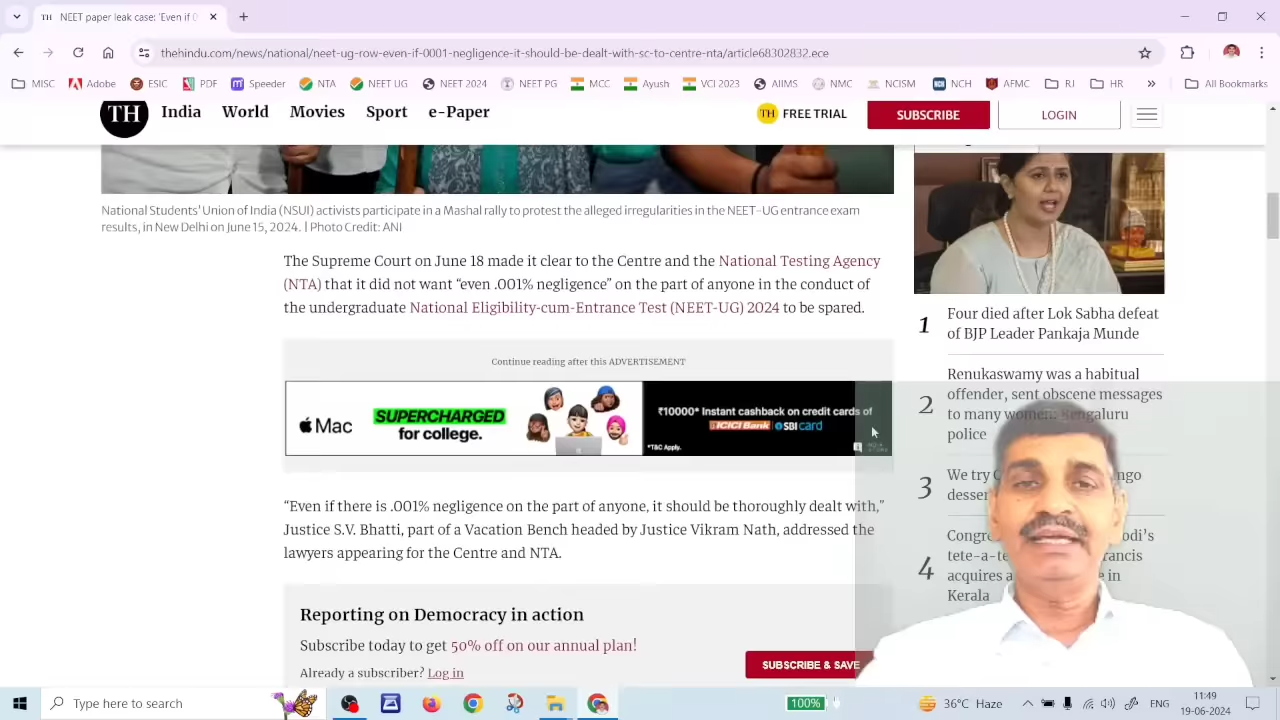 NEET paper leak case: 'Even if 0
thehindu.com/news/national/neet-ug-row-even-if-0001-negligence-it-should-be-dealt-with-sc-to-centre-nta/article68302832.ece
MISC Adobe ESIC PDF Speeder NTA NEET UG NEET 2024 NEET PG MCC Ayush VCI 2023 AIIMS NMC NCISM NCH AFMC RJ HR » All Bookmarks
TH India World Movies Sport e-Paper TH FREE TRIAL SUBSCRIBE LOGIN
National Students' Union of India (NSUI) activists participate in a Mashal rally to protest the alleged irregularities in the NEET-UG entrance exam
results, in New Delhi on June 15, 2024. | Photo Credit: ANI
The Supreme Court on June 18 made it clear to the Centre and the National Testing Agency
(NTA) that it did not want “even .001% negligence” on the part of anyone in the conduct of
the undergraduate National Eligibility-cum-Entrance Test (NEET-UG) 2024 to be spared.
Continue reading after this ADVERTISEMENT
Mac
SUPERCHARGED
for college.
₹10000* Instant cashback on credit cards of
ICICI Bank SBI card
*T&C Apply.
“Even if there is .001% negligence on the part of anyone, it should be thoroughly dealt with,”
Justice S.V. Bhatti, part of a Vacation Bench headed by Justice Vikram Nath, addressed the
lawyers appearing for the Centre and NTA.
Reporting on Democracy in action
Subscribe today to get 50% off on our annual plan!
Already a subscriber? Log in
SUBSCRIBE & SAVE
1 Four died after Lok Sabha defeat
of BJP Leader Pankaja Munde
2 Renukaswamy was a habitual
offender, sent obscene messages
to many women: Bengaluru
police
3 We try
4
acquires a
Kerala
Type here to search
100%
36°C Haze
ENG
11:49
19-06-2024